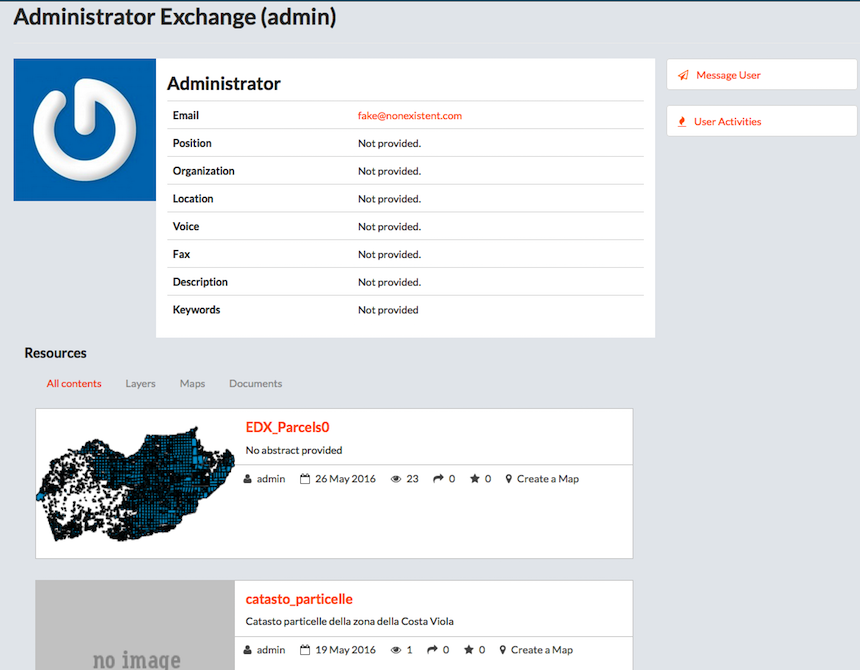 Administrator Exchange (admin)
Administrator
Email fake@nonexistent.com
Position Not provided.
Organization Not provided.
Location Not provided.
Voice Not provided.
Fax Not provided.
Description Not provided.
Keywords Not provided
Message User
User Activities
Resources
All contents Layers Maps Documents
EDX_Parcels0
No abstract provided
admin 26 May 2016 23 0 0 Create a Map
catasto_particelle
Catasto particelle della zona della Costa Viola
no image
admin 19 May 2016 1 0 0 Create a Map